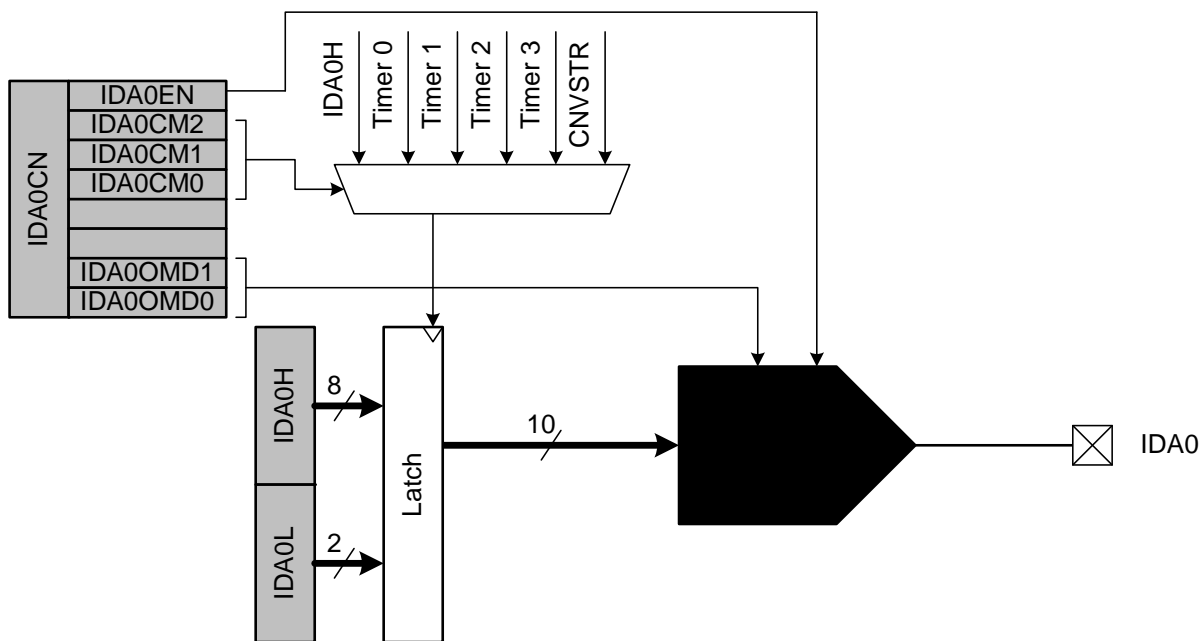 IDA0CN
IDA0EN
IDA0CM2
IDA0CM1
IDA0CM0
IDA0OMD1
IDA0OMD0
IDA0H
Timer 0
Timer 1
Timer 2
Timer 3
CNVSTR
IDA0H
8
IDA0L
2
Latch
10
IDA0